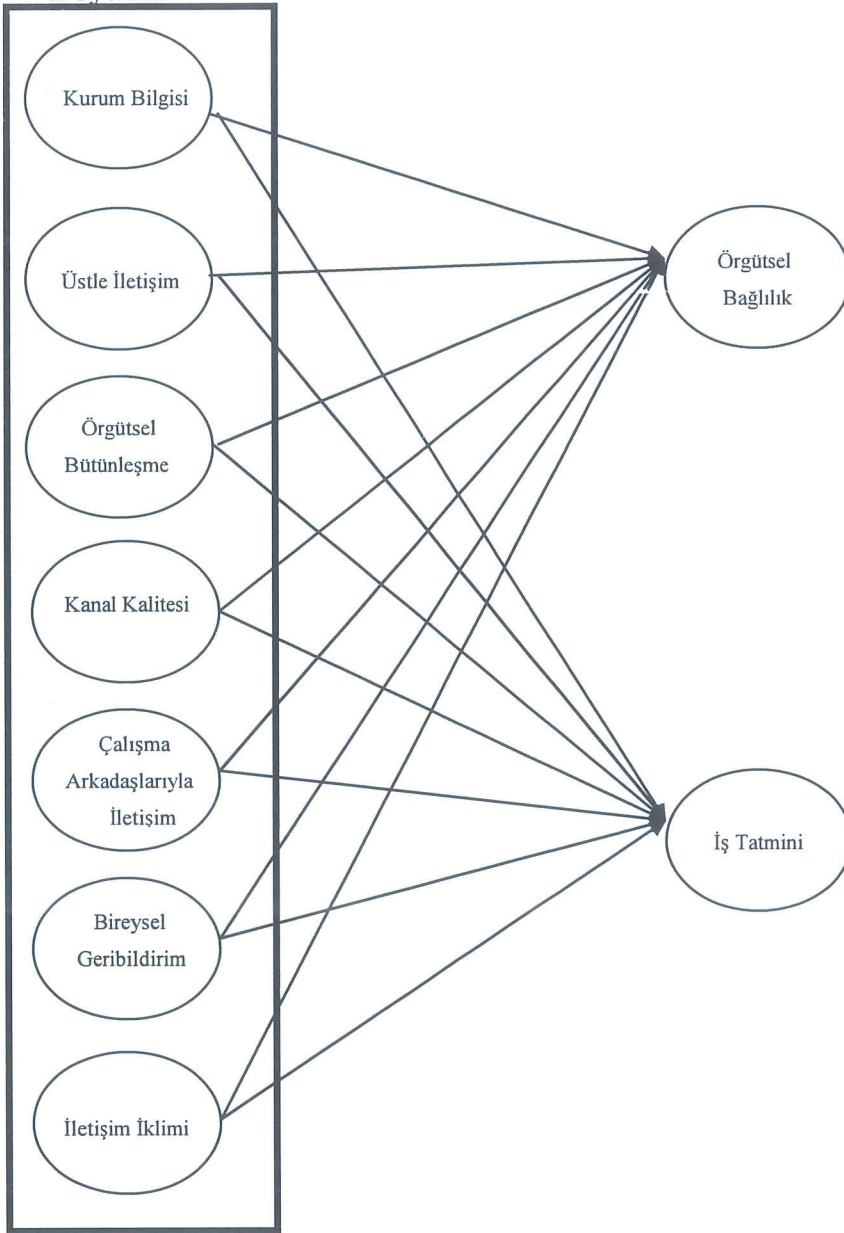 Kurum Bilgisi
Üstle İletişim
Örgütsel
Bütünleşme
Kanal Kalitesi
Çalışma
Arkadaşlarıyla
İletişim
Bireysel
Geribildirim
İletişim İklimi
Örgütsel
Bağlılık
İş Tatmini